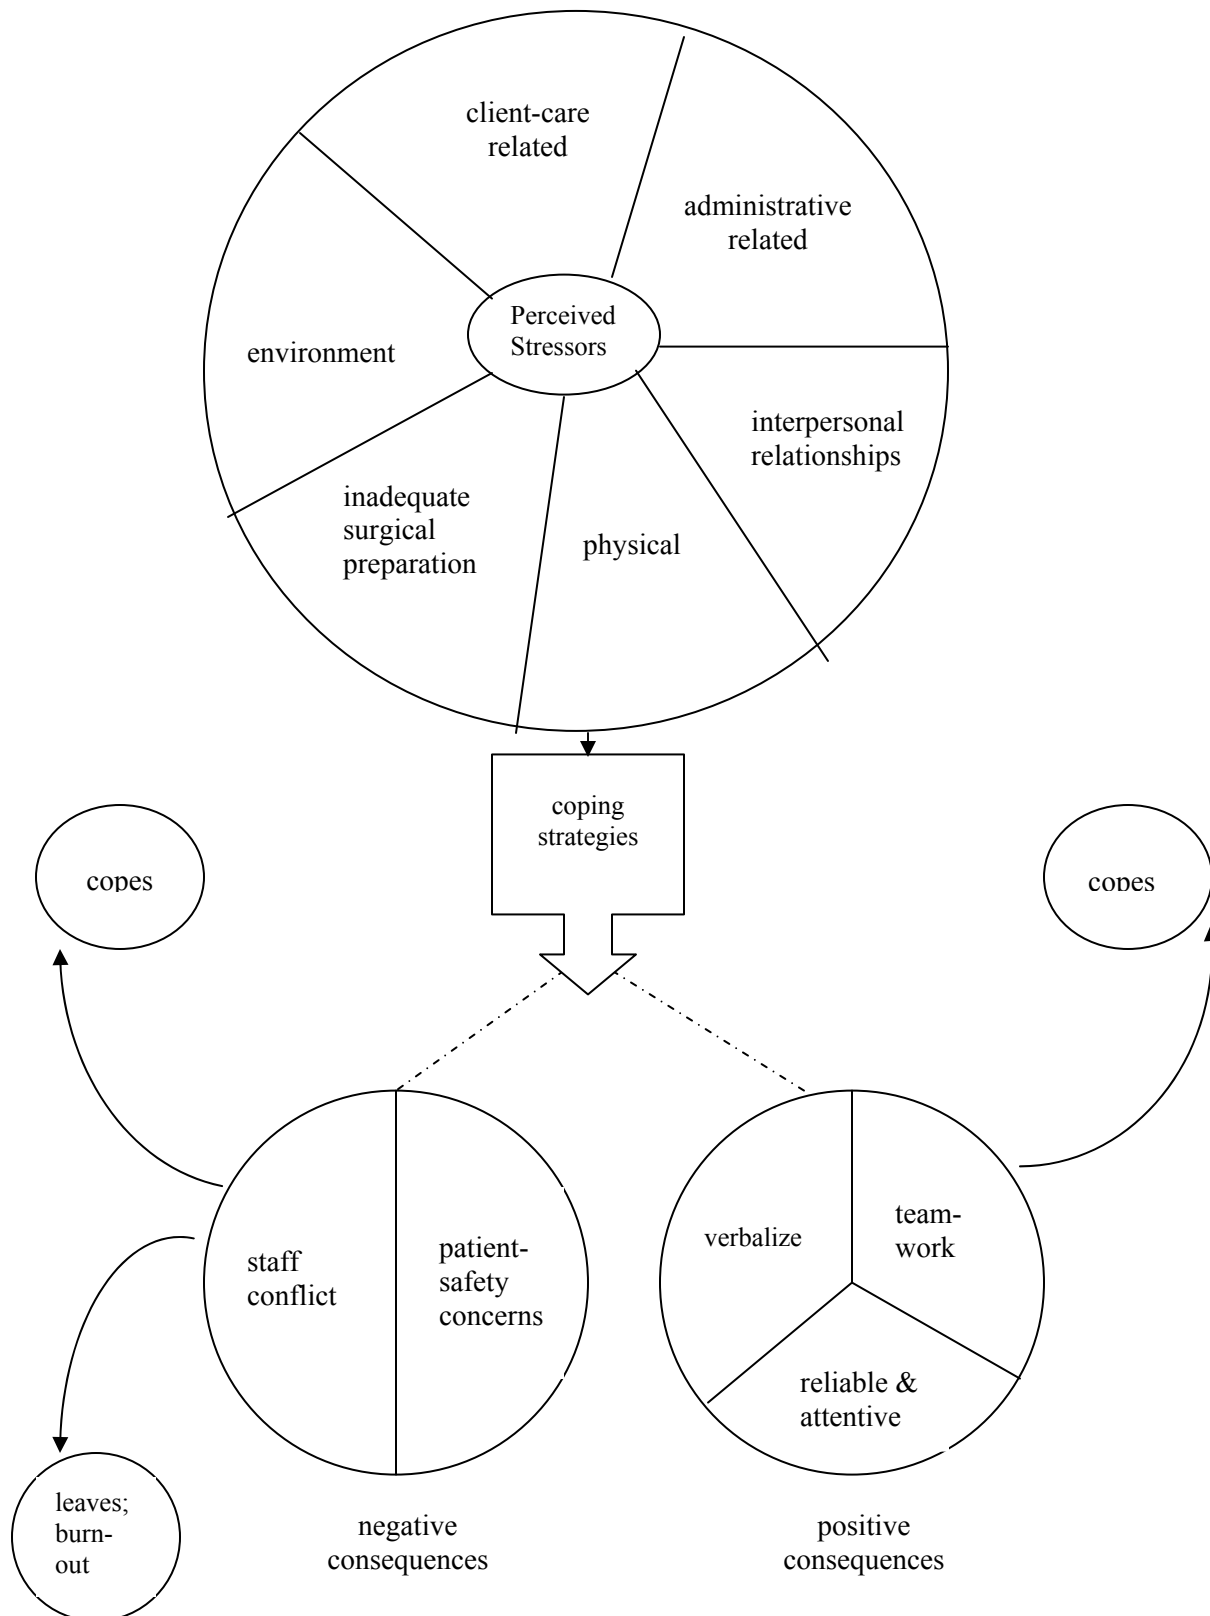 client-care
related
administrative
related
Perceived
Stressors
environment
interpersonal
relationships
inadequate
surgical
preparation
physical
coping
strategies
copes
copes
staff
conflict
patient-
safety
concerns
verbalize
team-
work
reliable &
attentive
leaves;
burn-
out
negative
consequences
positive
consequences